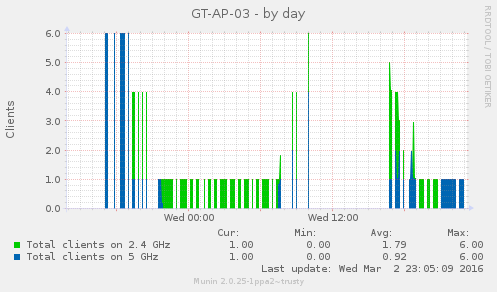 GT-AP-03 - by day
RRDTOOL / TOBI OETIKER
Clients
6.0
5.0
4.0
3.0
2.0
1.0
0.0
Wed 00:00 Wed 12:00
Cur: Min: Avg: Max:
Total clients on 2.4 GHz 1.00 0.00 1.79 6.00
Total clients on 5 GHz 1.00 0.00 0.92 6.00
Last update: Wed Mar 2 23:05:09 2016
Munin 2.0.25-1ppa2~trusty